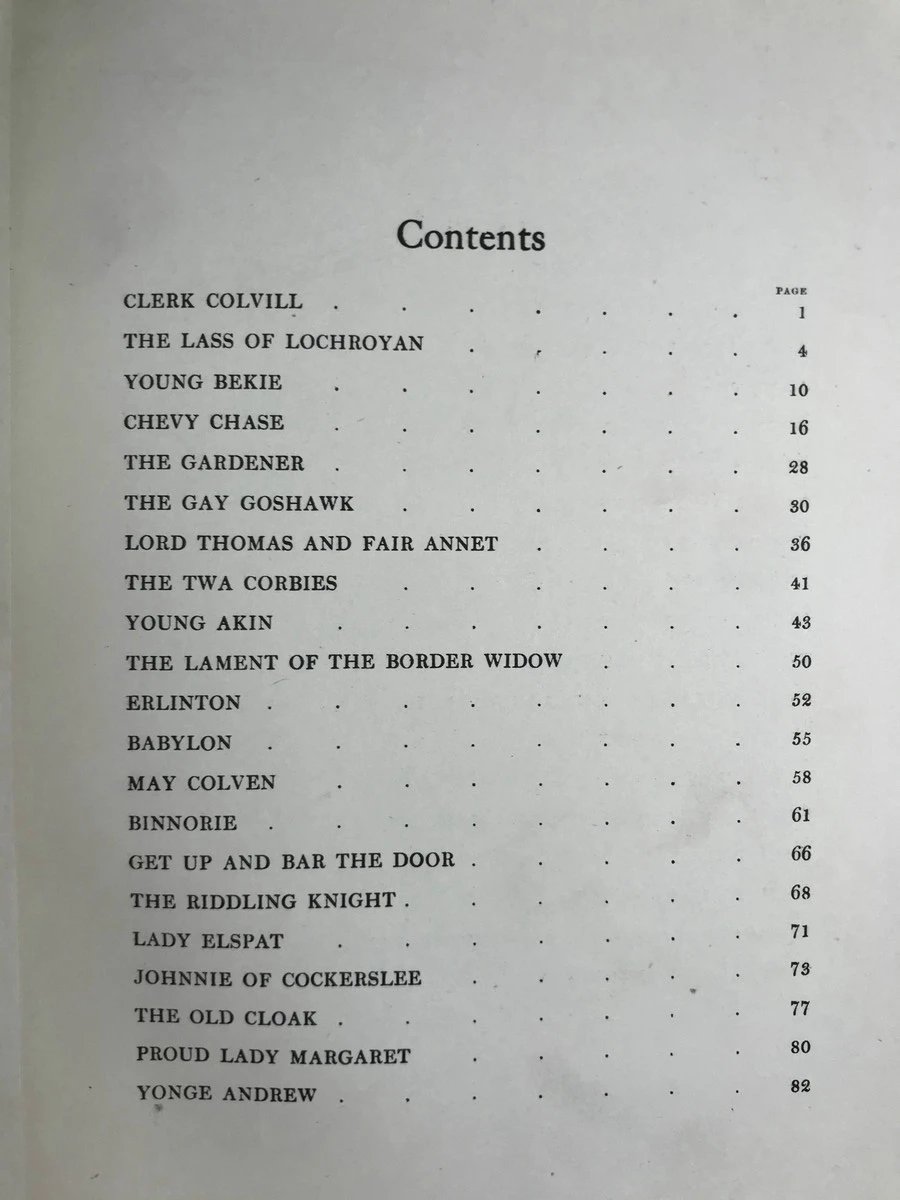 Contents
PAGE
CLERK COLVILL . . . . . . . 1
THE LASS OF LOCHROYAN . . . . . 4
YOUNG BEKIE . . . . . . . 10
CHEVY CHASE . . . . . . . 16
THE GARDENER . . . . . . . 28
THE GAY GOSHAWK . . . . . . 30
LORD THOMAS AND FAIR ANNET . . . . 36
THE TWA CORBIES . . . . . . 41
YOUNG AKIN . . . . . . . 43
THE LAMENT OF THE BORDER WIDOW . . . 50
ERLINTON . . . . . . . . 52
BABYLON . . . . . . . . 55
MAY COLVEN . . . . . . . 58
BINNORIE . . . . . . . . 61
GET UP AND BAR THE DOOR . . . . . 66
THE RIDDLING KNIGHT . . . . . . 68
LADY ELSPAT . . . . . . . 71
JOHNNIE OF COCKERSLEE . . . . . 73
THE OLD CLOAK . . . . . . . 77
PROUD LADY MARGARET . . . . . 80
YONGE ANDREW . . . . . . . 82